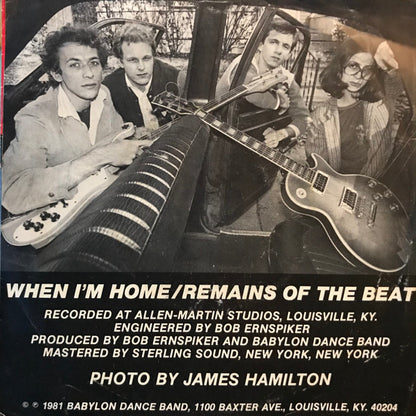 WHEN I'M HOME/REMAINS OF THE BEAT
RECORDED AT ALLEN-MARTIN STUDIOS, LOUISVILLE, KY.
ENGINEERED BY BOB ERNSPIKER
PRODUCED BY BOB ERNSPIKER AND BABYLON DANCE BAND
MASTERED BY STERLING SOUND, NEW YORK, NEW YORK
PHOTO BY JAMES HAMILTON
© ℗ 1981 BABYLON DANCE BAND, 1100 BAXTER AVE., LOUISVILLE, KY. 40204